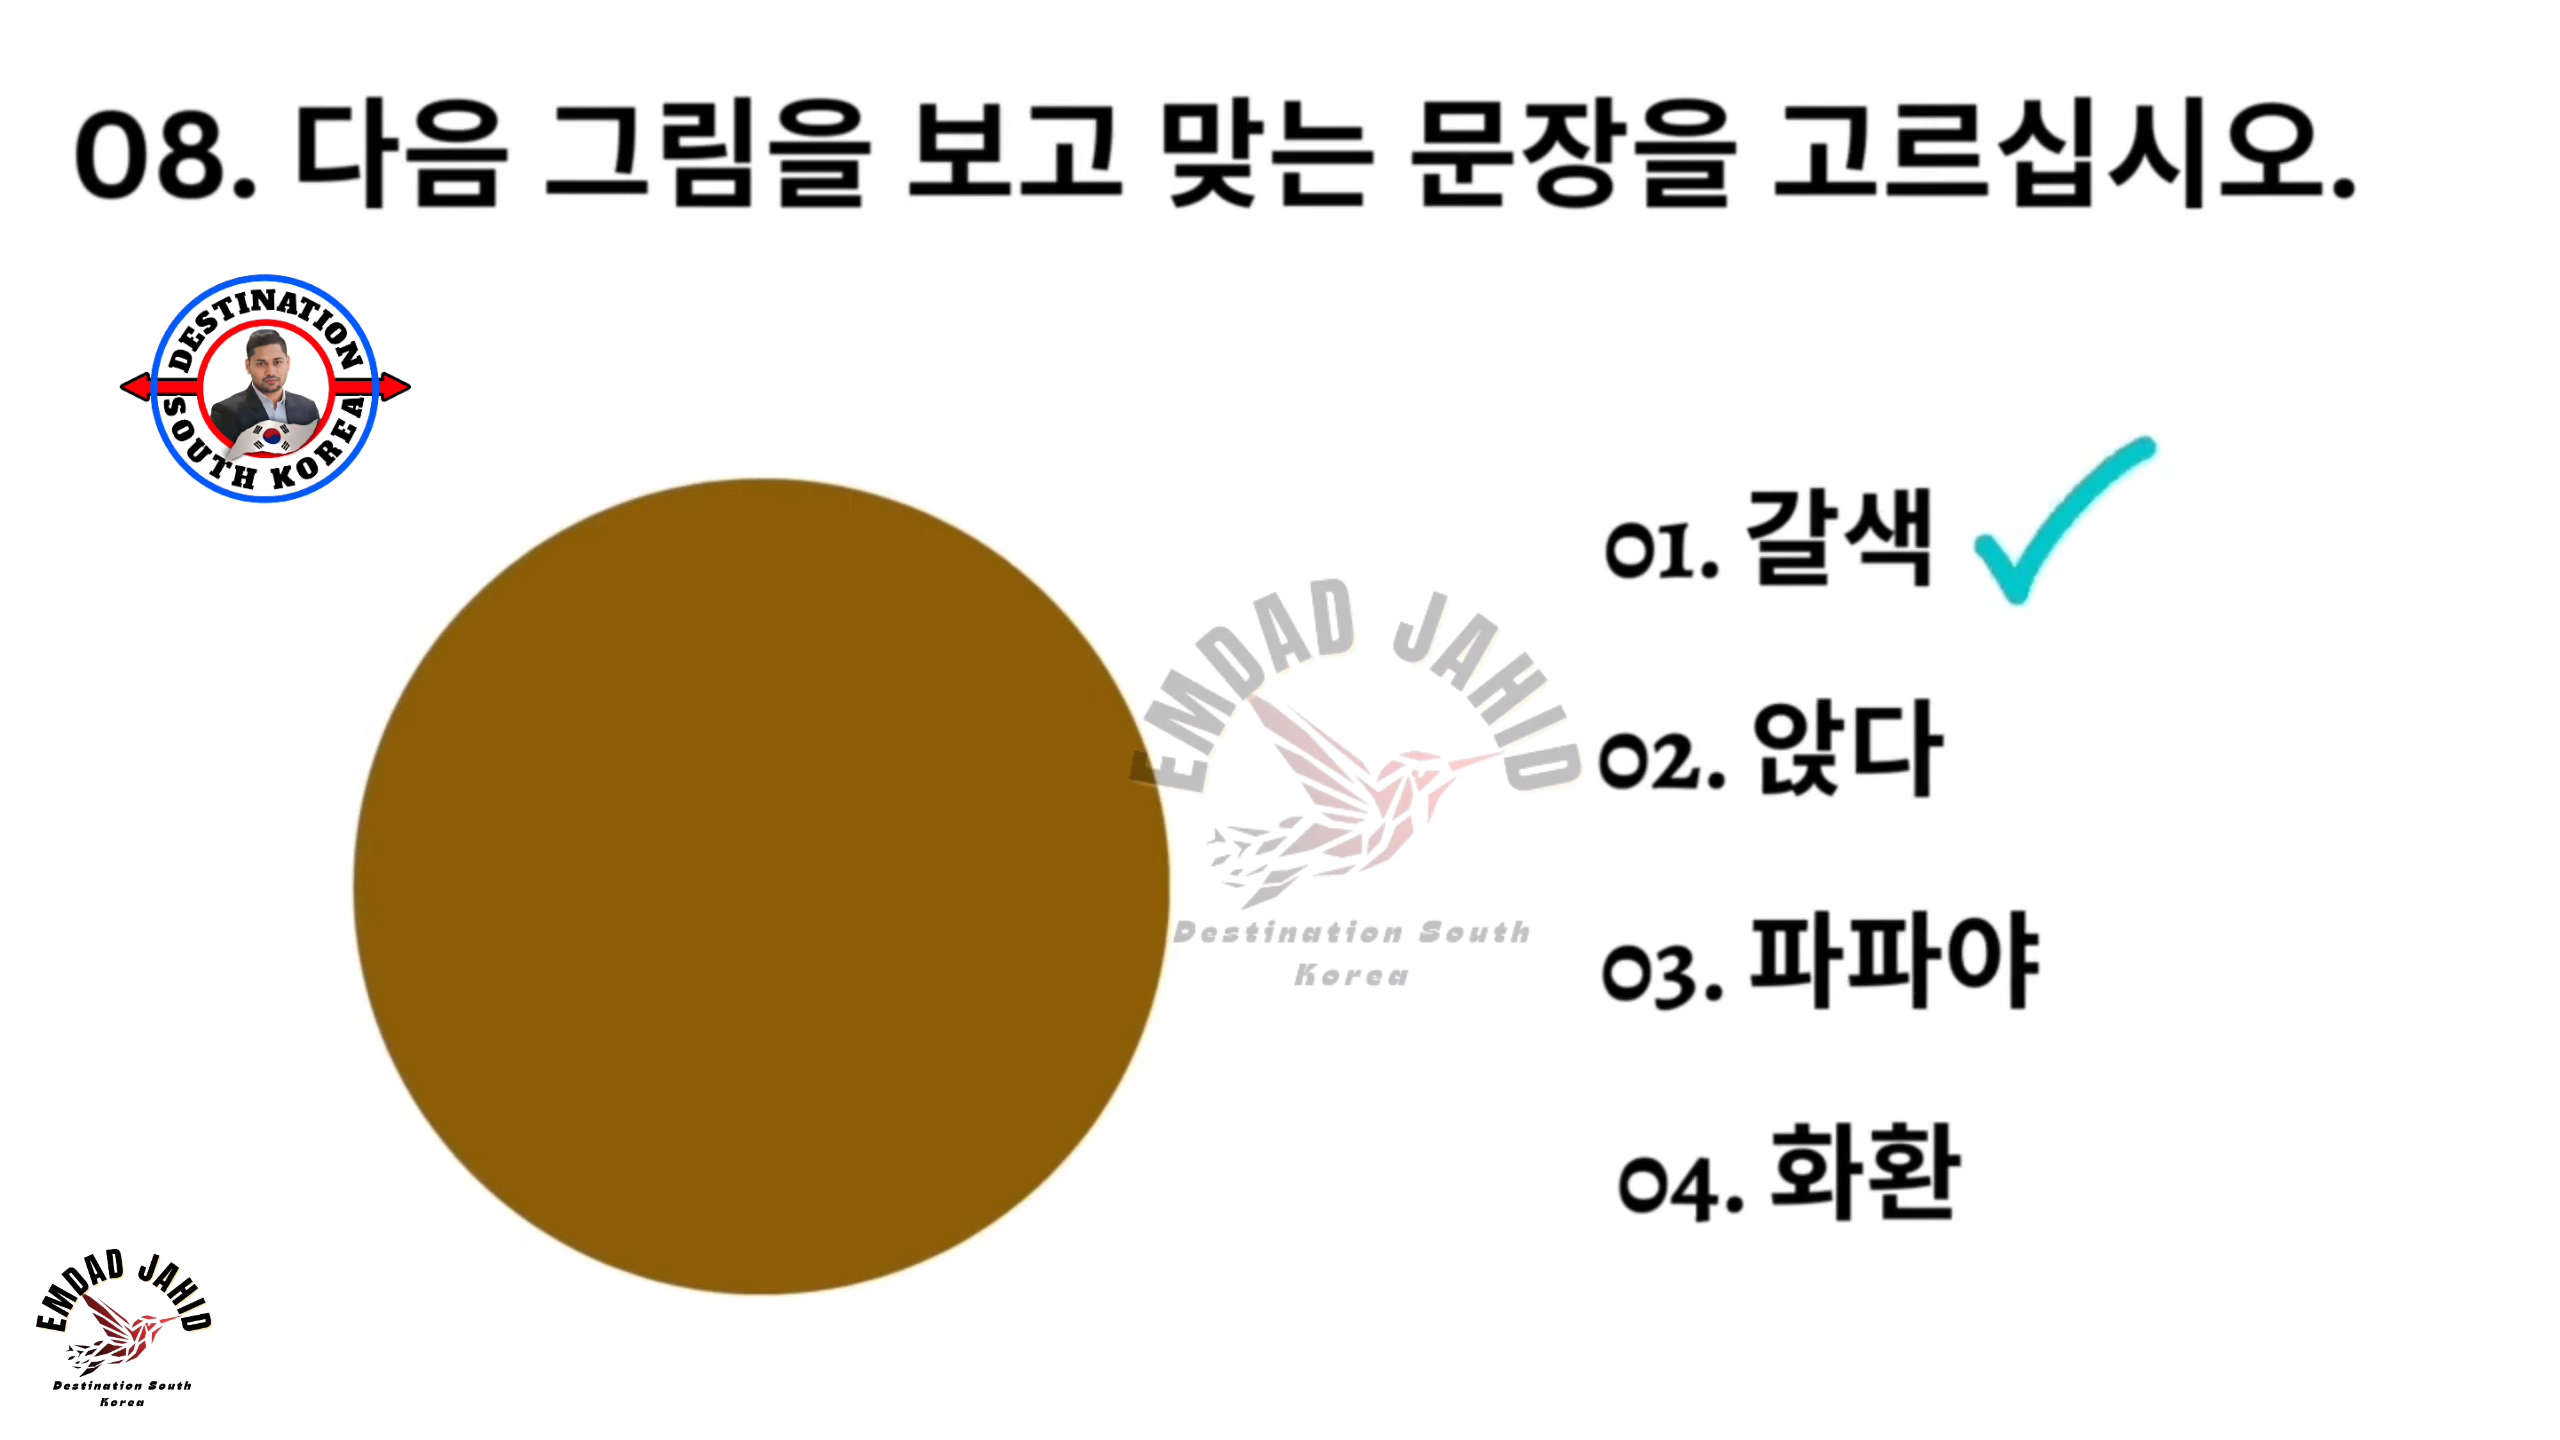 08. 다음 그림을 보고 맞는 문장을 고르십시오.
DESTINATION
SOUTH KOREA
01. 갈색
02. 앉다
03. 파파야
04. 화환
EMDAD JAHID
Destination South
Korea
EMDAD JAHID
Destination South
Korea